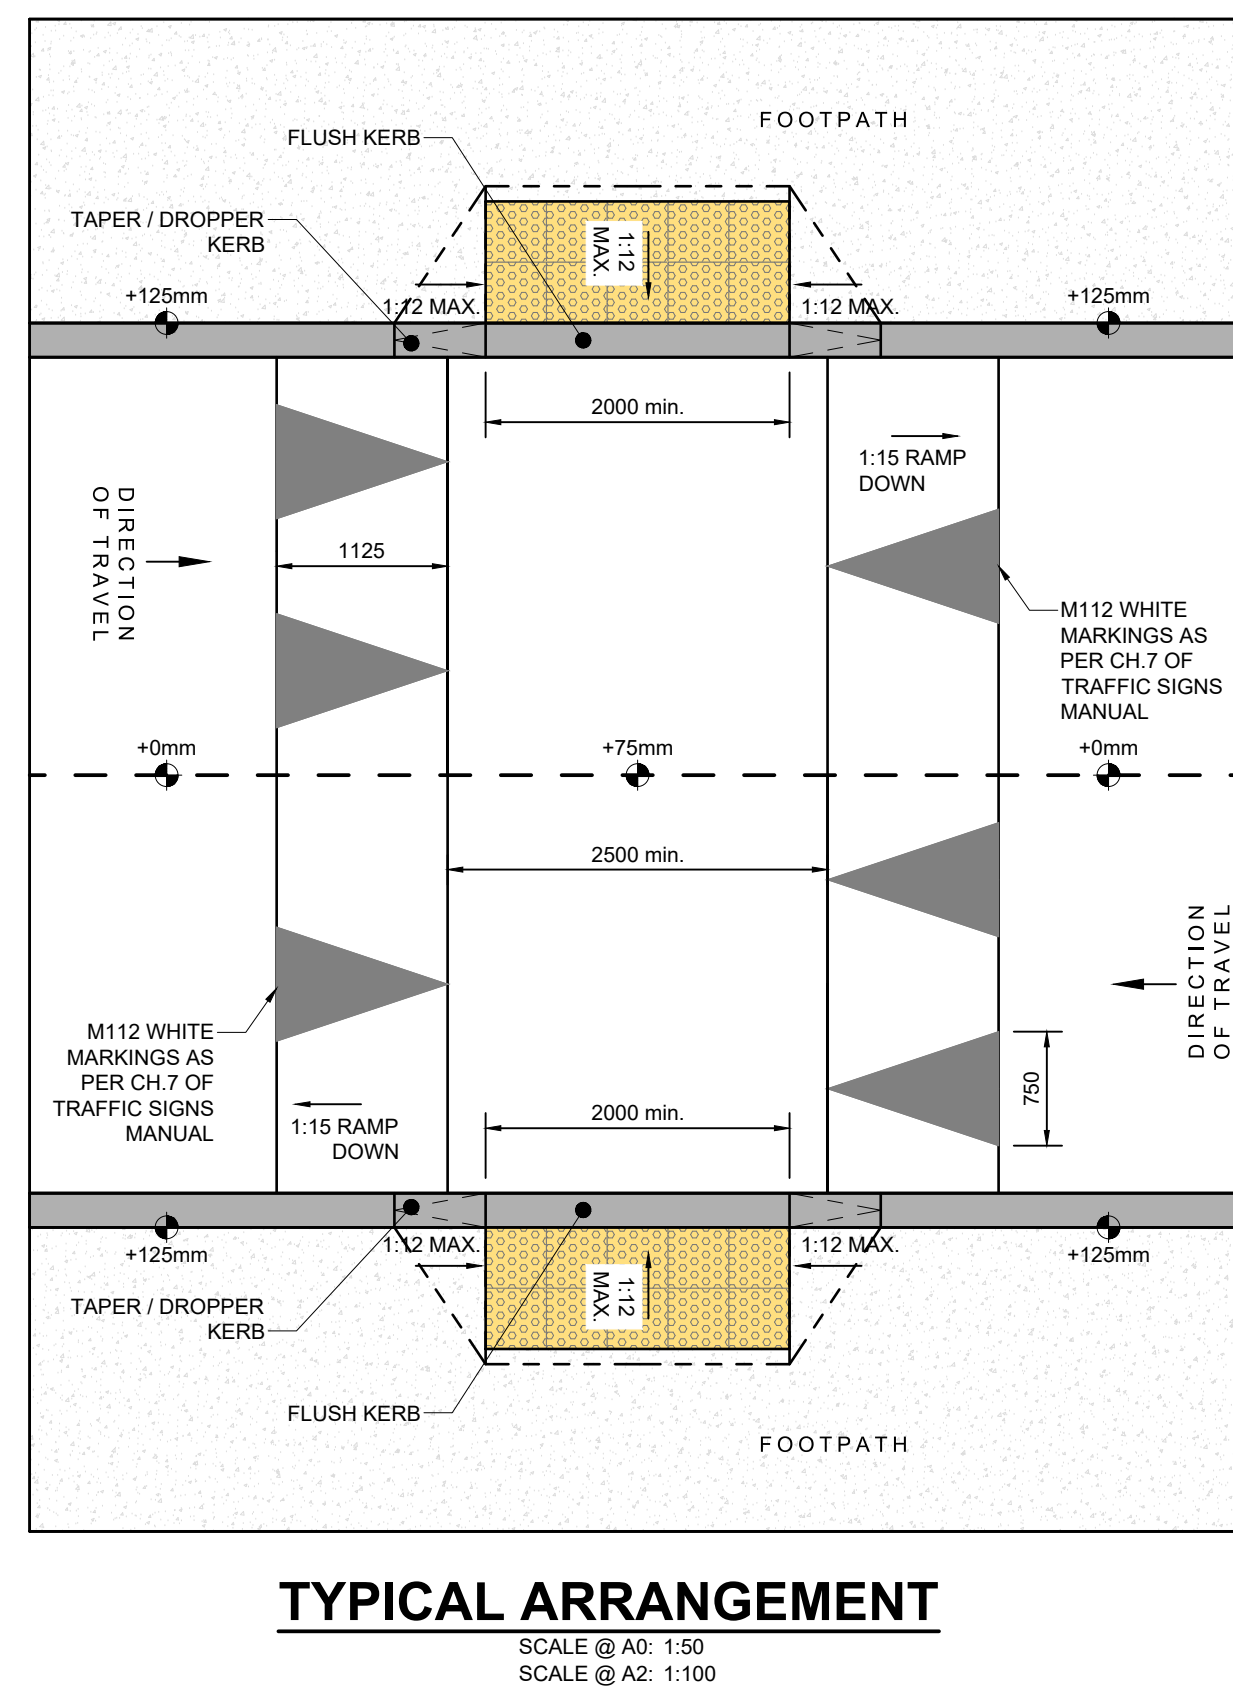 FOOTPATH
FLUSH KERB
TAPER / DROPPER
KERB
1:12
MAX.
+125mm
1:12 MAX.
1:12 MAX.
+125mm
2000 min.
1:15 RAMP
DOWN
DIRECTION
OF TRAVEL
1125
M112 WHITE
MARKINGS AS
PER CH.7 OF
TRAFFIC SIGNS
MANUAL
+0mm
+75mm
+0mm
2500 min.
DIRECTION
OF TRAVEL
M112 WHITE
MARKINGS AS
PER CH.7 OF
TRAFFIC SIGNS
MANUAL
750
1:15 RAMP
DOWN
2000 min.
+125mm
1:12 MAX.
1:12 MAX.
+125mm
1:12
MAX.
TAPER / DROPPER
KERB
FLUSH KERB
FOOTPATH
TYPICAL ARRANGEMENT
SCALE @ A0: 1:50
SCALE @ A2: 1:100